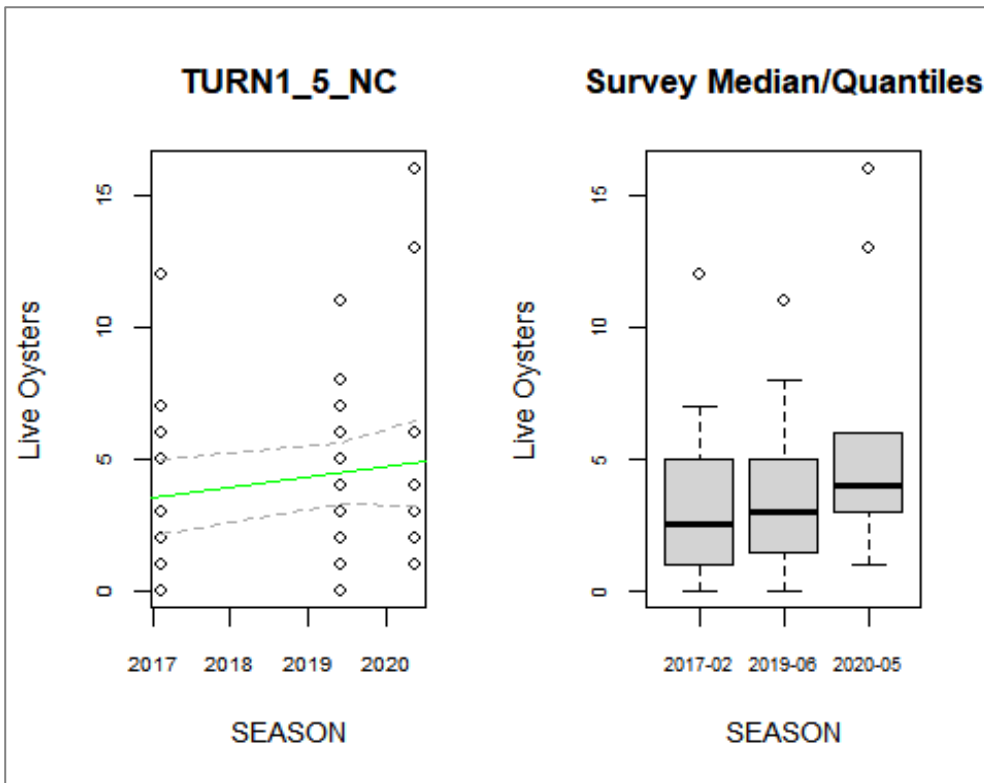 TURN1_5_NC
Live Oysters
15
10
5
0
2017 2018 2019 2020
SEASON
Survey Median/Quantiles
Live Oysters
15
10
5
0
2017-02 2019-06 2020-05
SEASON